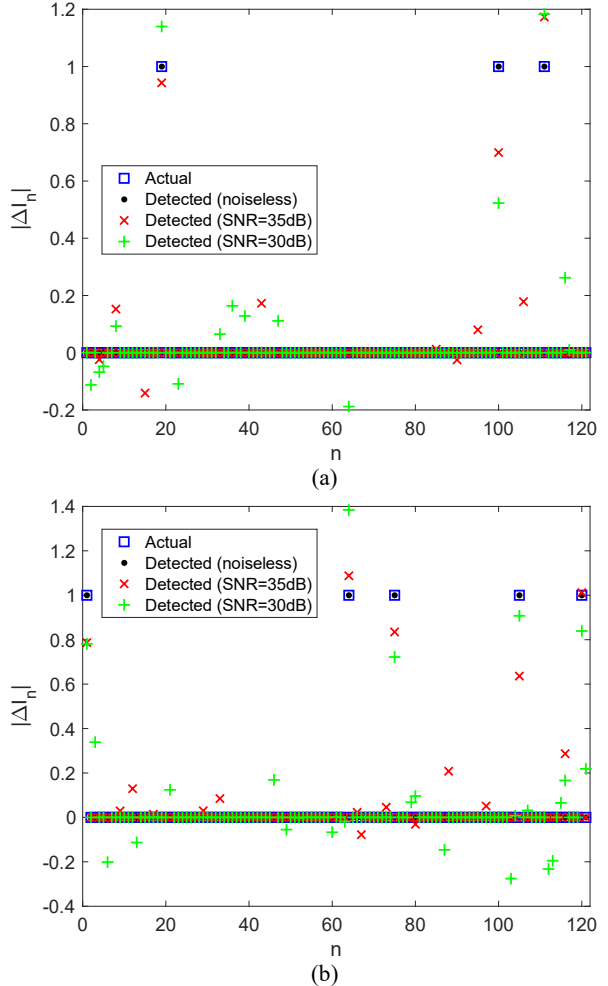 1.2
1
0.8
0.6
0.4
0.2
0
-0.2
|ΔI_n|
Actual
Detected (noiseless)
Detected (SNR=35dB)
Detected (SNR=30dB)
0 20 40 60 80 100 120
n
(a)
1.4
1.2
1
0.8
0.6
0.4
0.2
0
-0.2
-0.4
|ΔI_n|
Actual
Detected (noiseless)
Detected (SNR=35dB)
Detected (SNR=30dB)
0 20 40 60 80 100 120
n
(b)